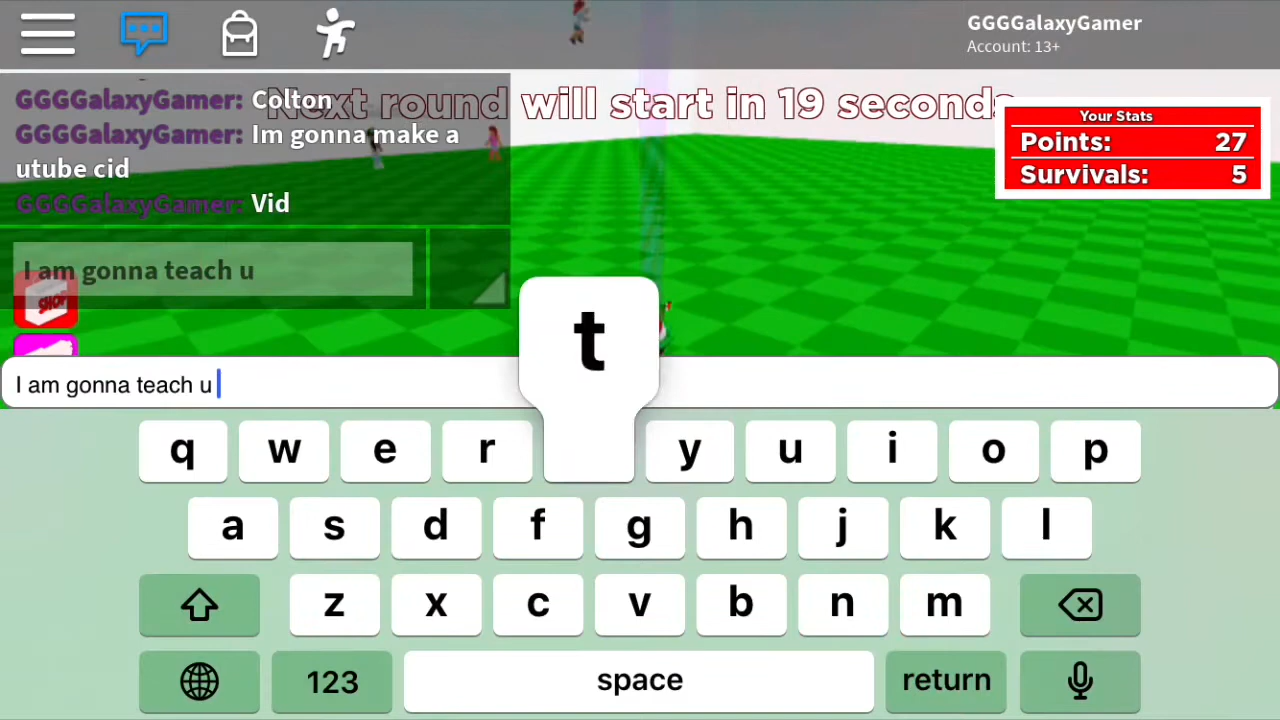 GGGGalaxyGamer
Account: 13+
GGGGalaxyGamer: Colton
Next round will start in 19 seconds
GGGGalaxyGamer: Im gonna make a
utube cid
GGGGalaxyGamer: Vid
Your Stats
Points: 27
Survivals: 5
I am gonna teach u
SHOP
I am gonna teach u
t
q w e r y u i o p
a s d f g h j k l
z x c v b n m
123 space return